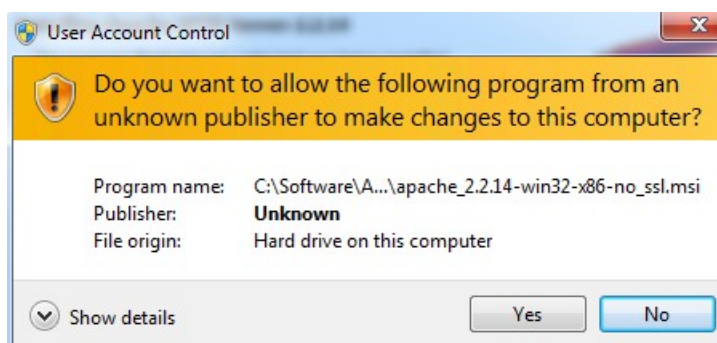 User Account Control
Do you want to allow the following program from an
unknown publisher to make changes to this computer?
Program name: C:\Software\A...\apache_2.2.14-win32-x86-no_ssl.msi
Publisher: Unknown
File origin: Hard drive on this computer
Show details Yes No